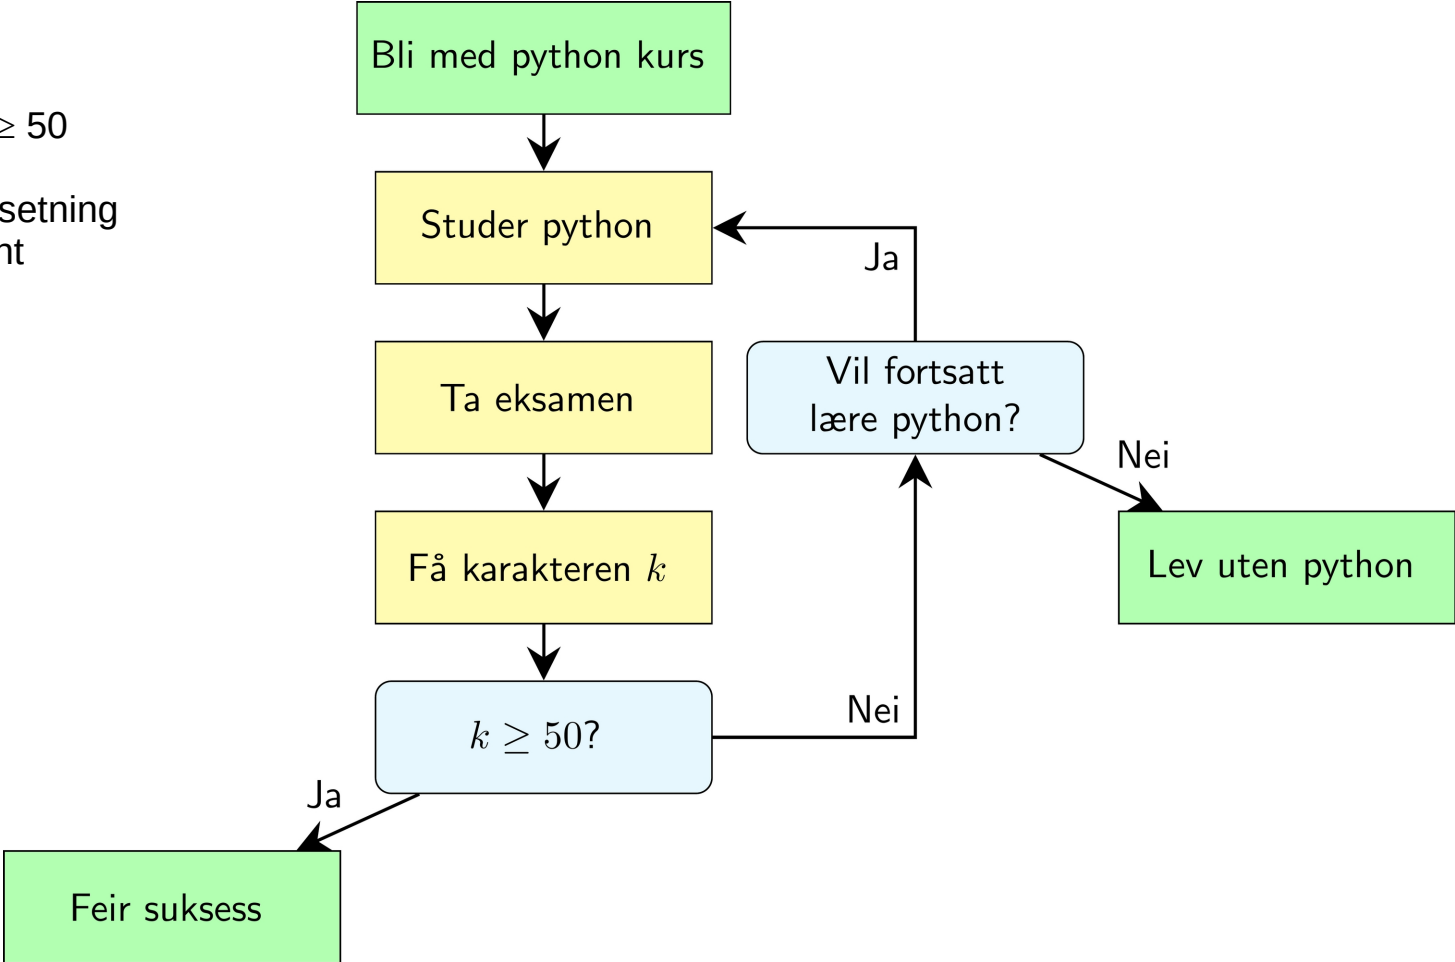 Bli med python kurs
≥ 50
setning
nt
Studer python
Ja
Ta eksamen
Vil fortsatt
lære python?
Nei
Få karakteren k
Lev uten python
k ≥ 50?
Nei
Ja
Feir suksess